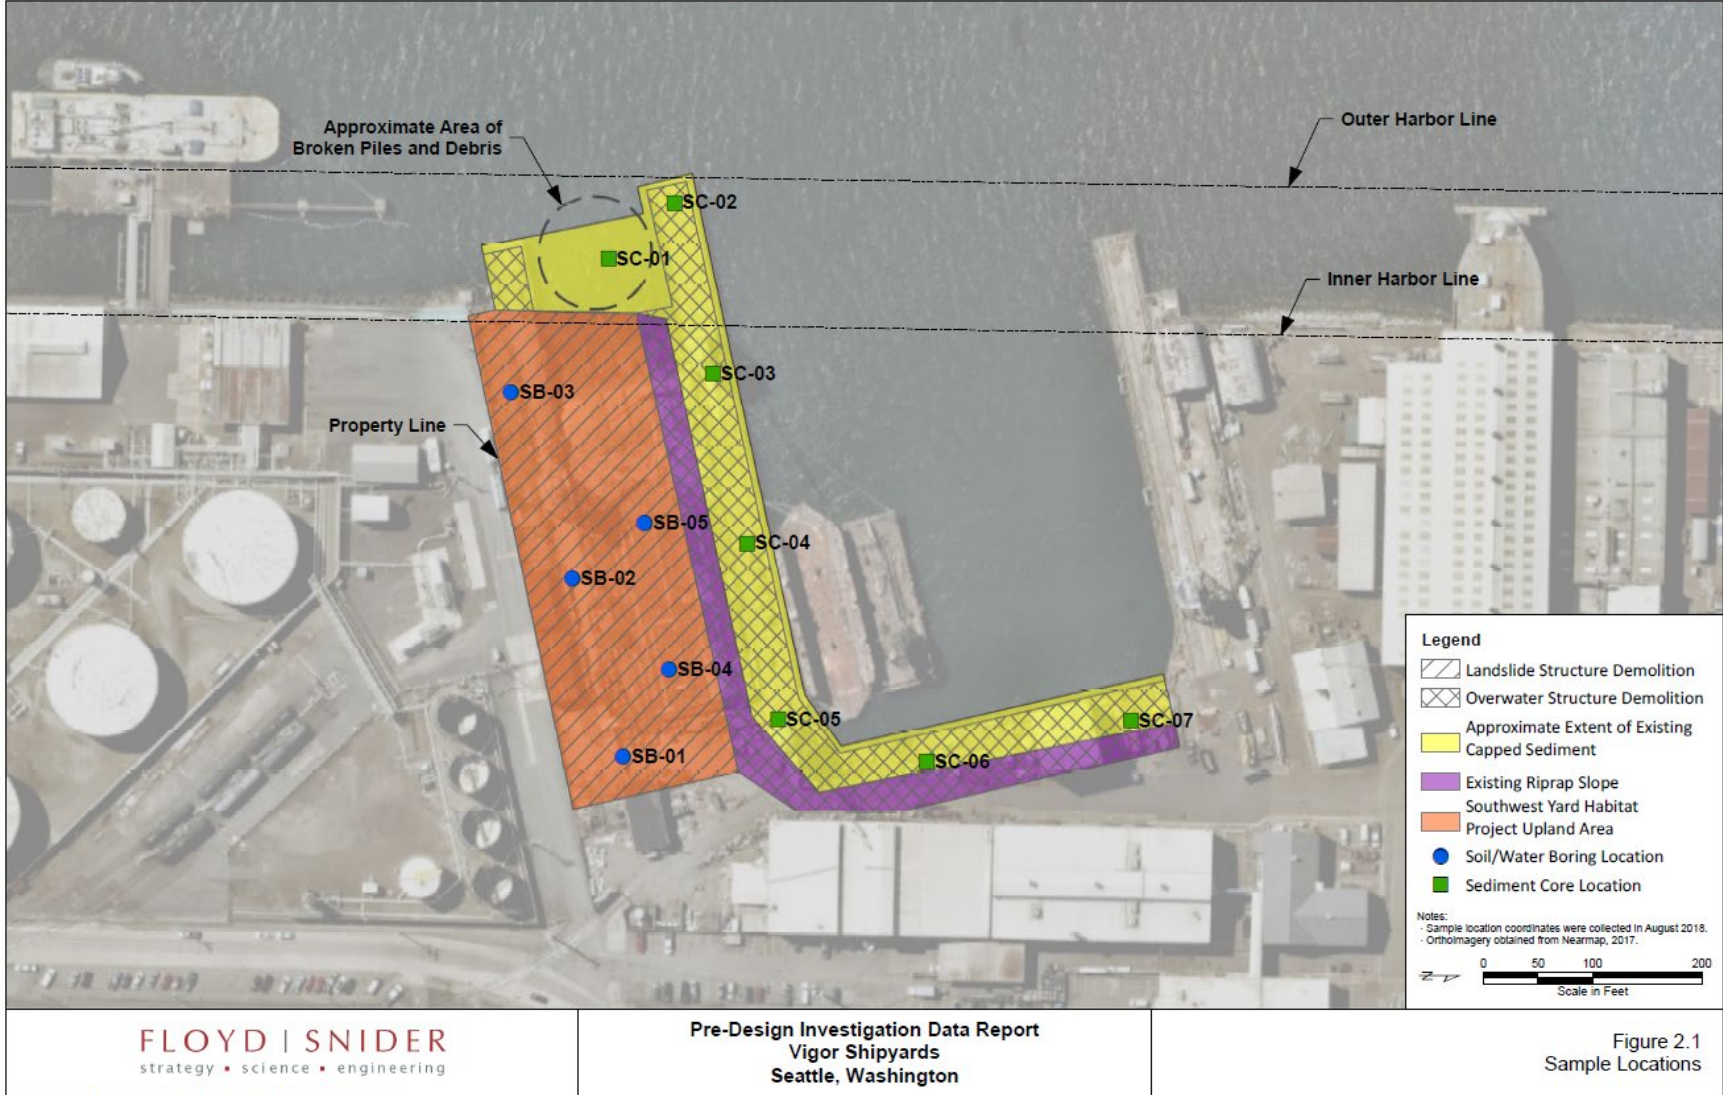 Approximate Area of
Broken Piles and Debris
Outer Harbor Line
SC-02
SC-01
Inner Harbor Line
SC-03
SB-03
Property Line
SB-05
SC-04
SB-02
SB-04
SC-05
SC-07
SB-01
SC-06
Legend
Landslide Structure Demolition
Overwater Structure Demolition
Approximate Extent of Existing
Capped Sediment
Existing Riprap Slope
Southwest Yard Habitat
Project Upland Area
Soil/Water Boring Location
Sediment Core Location
Notes:
· Sample location coordinates were collected in August 2018.
· Orthoimagery obtained from Nearmap, 2017.
N
0 50 100 200
Scale in Feet
FLOYD | SNIDER
strategy ▪ science ▪ engineering
Pre-Design Investigation Data Report
Vigor Shipyards
Seattle, Washington
Figure 2.1
Sample Locations